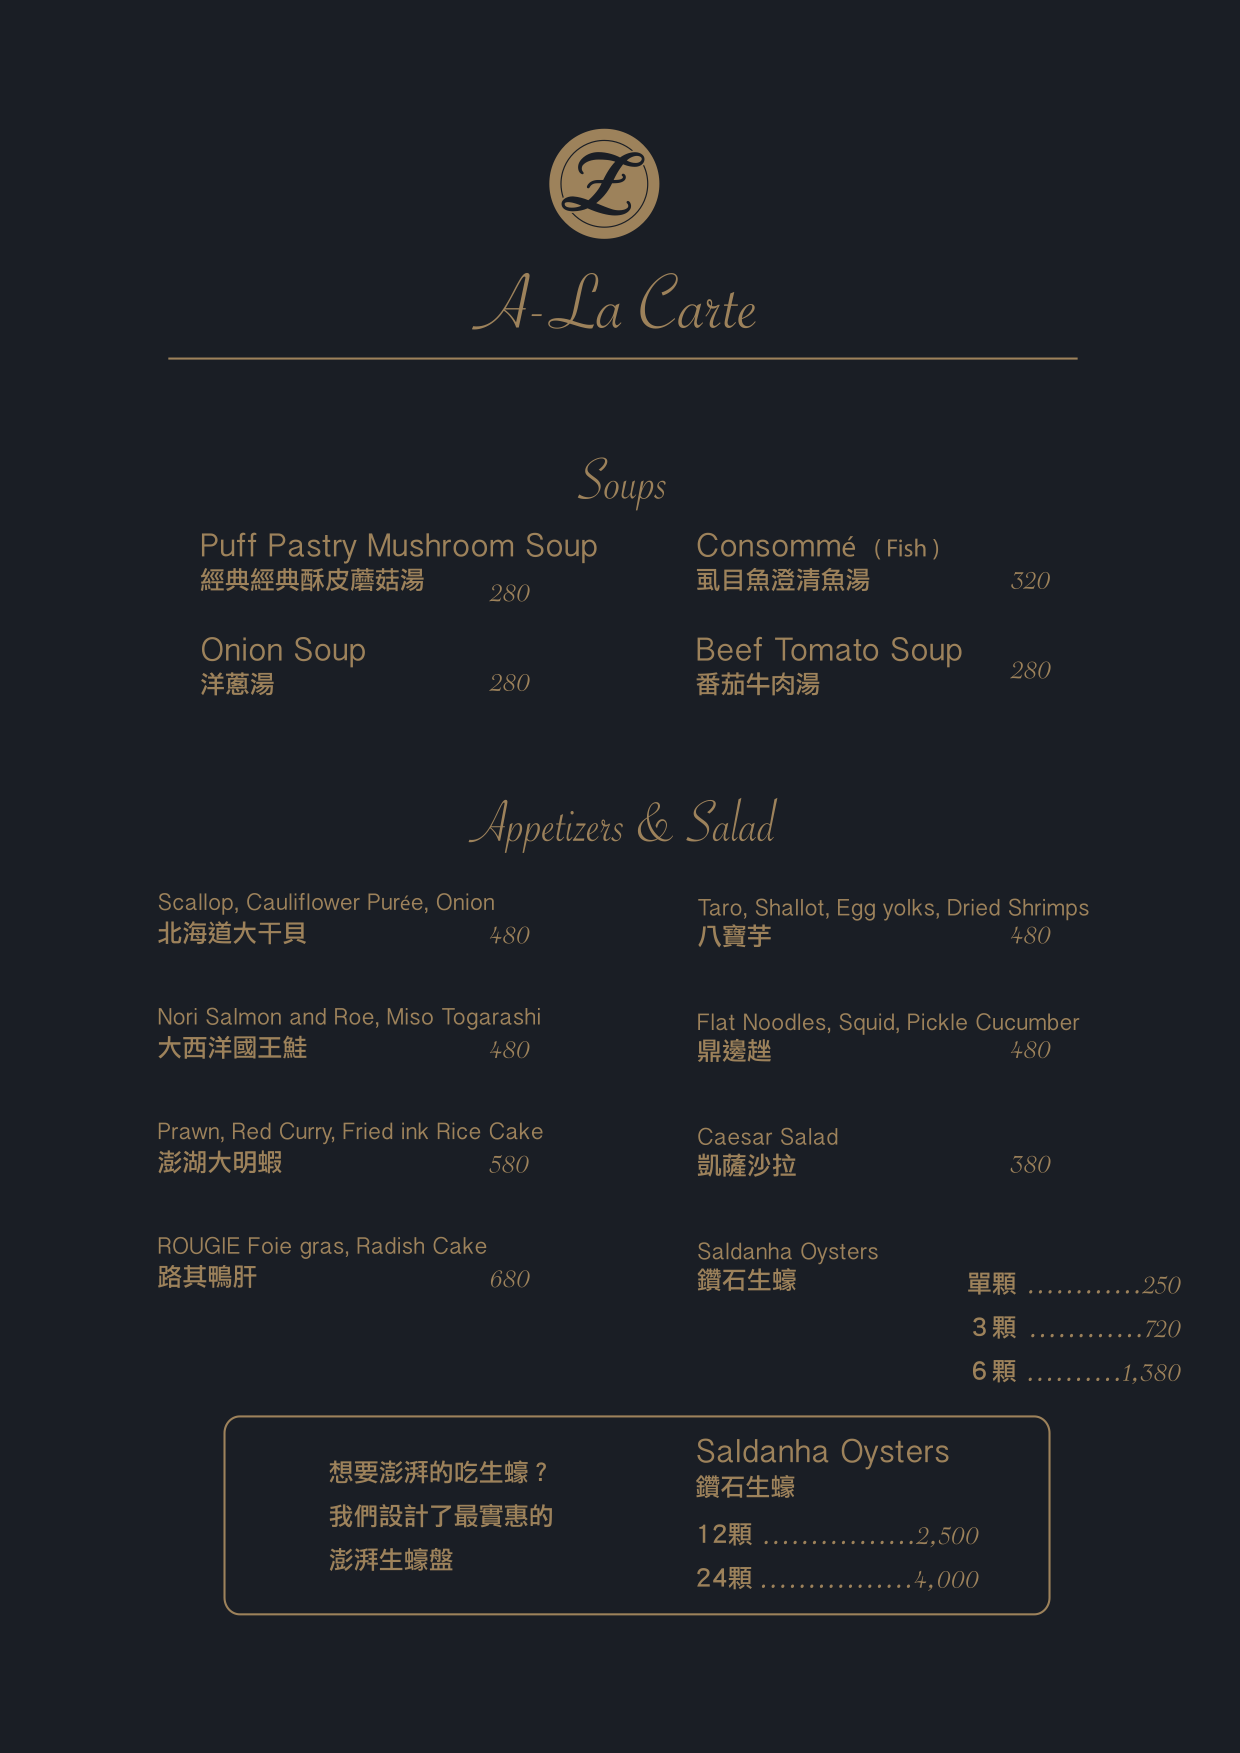 Z
A-La Carte
Soups
Puff Pastry Mushroom Soup
經典經典酥皮蘑菇湯 280
Consommé (Fish)
虱目魚澄清魚湯 320
Onion Soup
洋蔥湯 280
Beef Tomato Soup
番茄牛肉湯 280
Appetizers & Salad
Scallop, Cauliflower Purée, Onion
北海道大干貝 480
Taro, Shallot, Egg yolks, Dried Shrimps
八寶芋 480
Nori Salmon and Roe, Miso Togarashi
大西洋國王鮭 480
Flat Noodles, Squid, Pickle Cucumber
鼎邊趖 480
Prawn, Red Curry, Fried ink Rice Cake
澎湖大明蝦 580
Caesar Salad
凱薩沙拉 380
ROUGIE Foie gras, Radish Cake
路其鴨肝 680
Saldanha Oysters
鑽石生蠔
單顆 ............250
3顆 ............720
6顆 ..........1,380
想要澎湃的吃生蠔？
我們設計了最實惠的
澎湃生蠔盤
Saldanha Oysters
鑽石生蠔
12顆 ................2,500
24顆 ................4,000